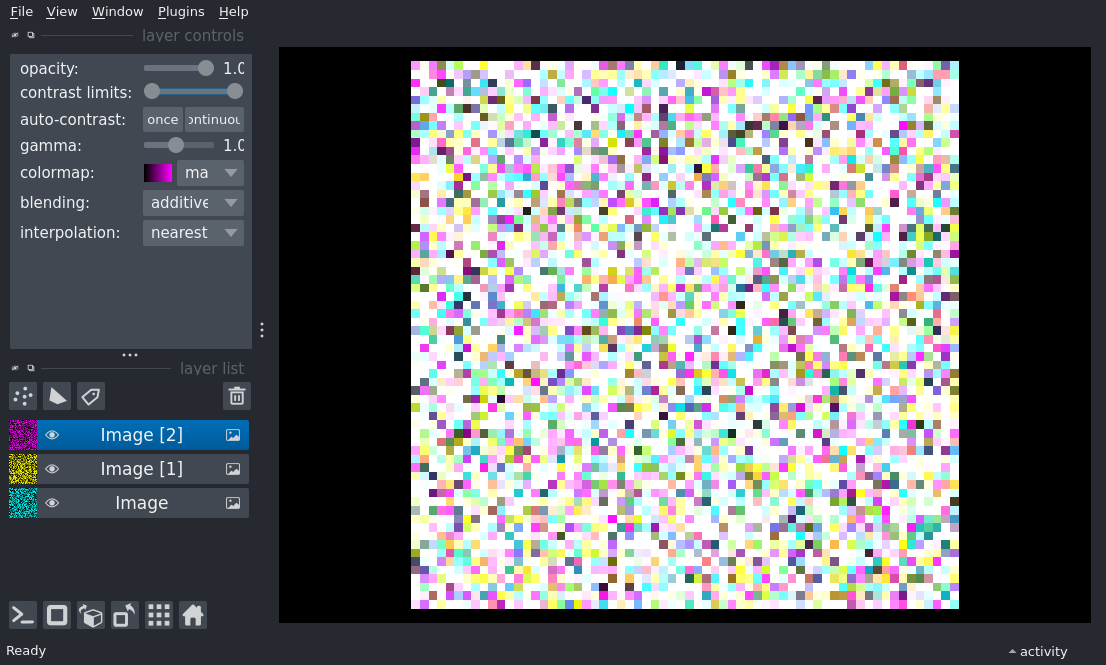 File View Window Plugins Help
layer controls
opacity: 1.0
contrast limits:
auto-contrast: once ontinuou
gamma: 1.0
colormap: ma
blending: additive
interpolation: nearest
layer list
Image [2]
Image [1]
Image
Ready activity